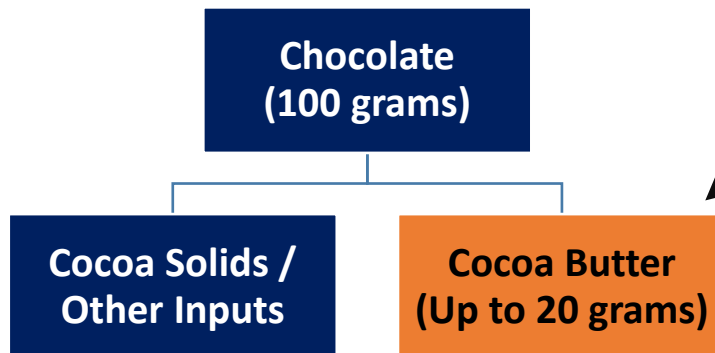 Chocolate
(100 grams)
Cocoa Solids /
Other Inputs
Cocoa Butter
(Up to 20 grams)